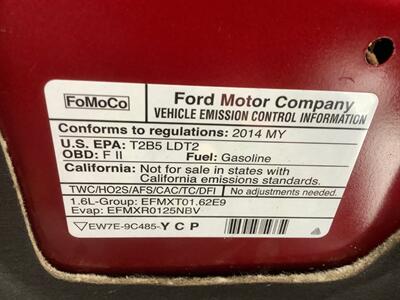 FoMoCo
Ford Motor Company
VEHICLE EMISSION CONTROL INFORMATION
Conforms to regulations: 2014 MY
U.S. EPA: T2B5 LDT2
OBD: F II Fuel: Gasoline
California: Not for sale in states with
California emissions standards.
TWC/HO2S/AFS/CAC/TC/DFI No adjustments needed.
1.6L-Group: EFMXT01.62E9
Evap: EFMXR0125NBV
EW7E-9C485-Y C P